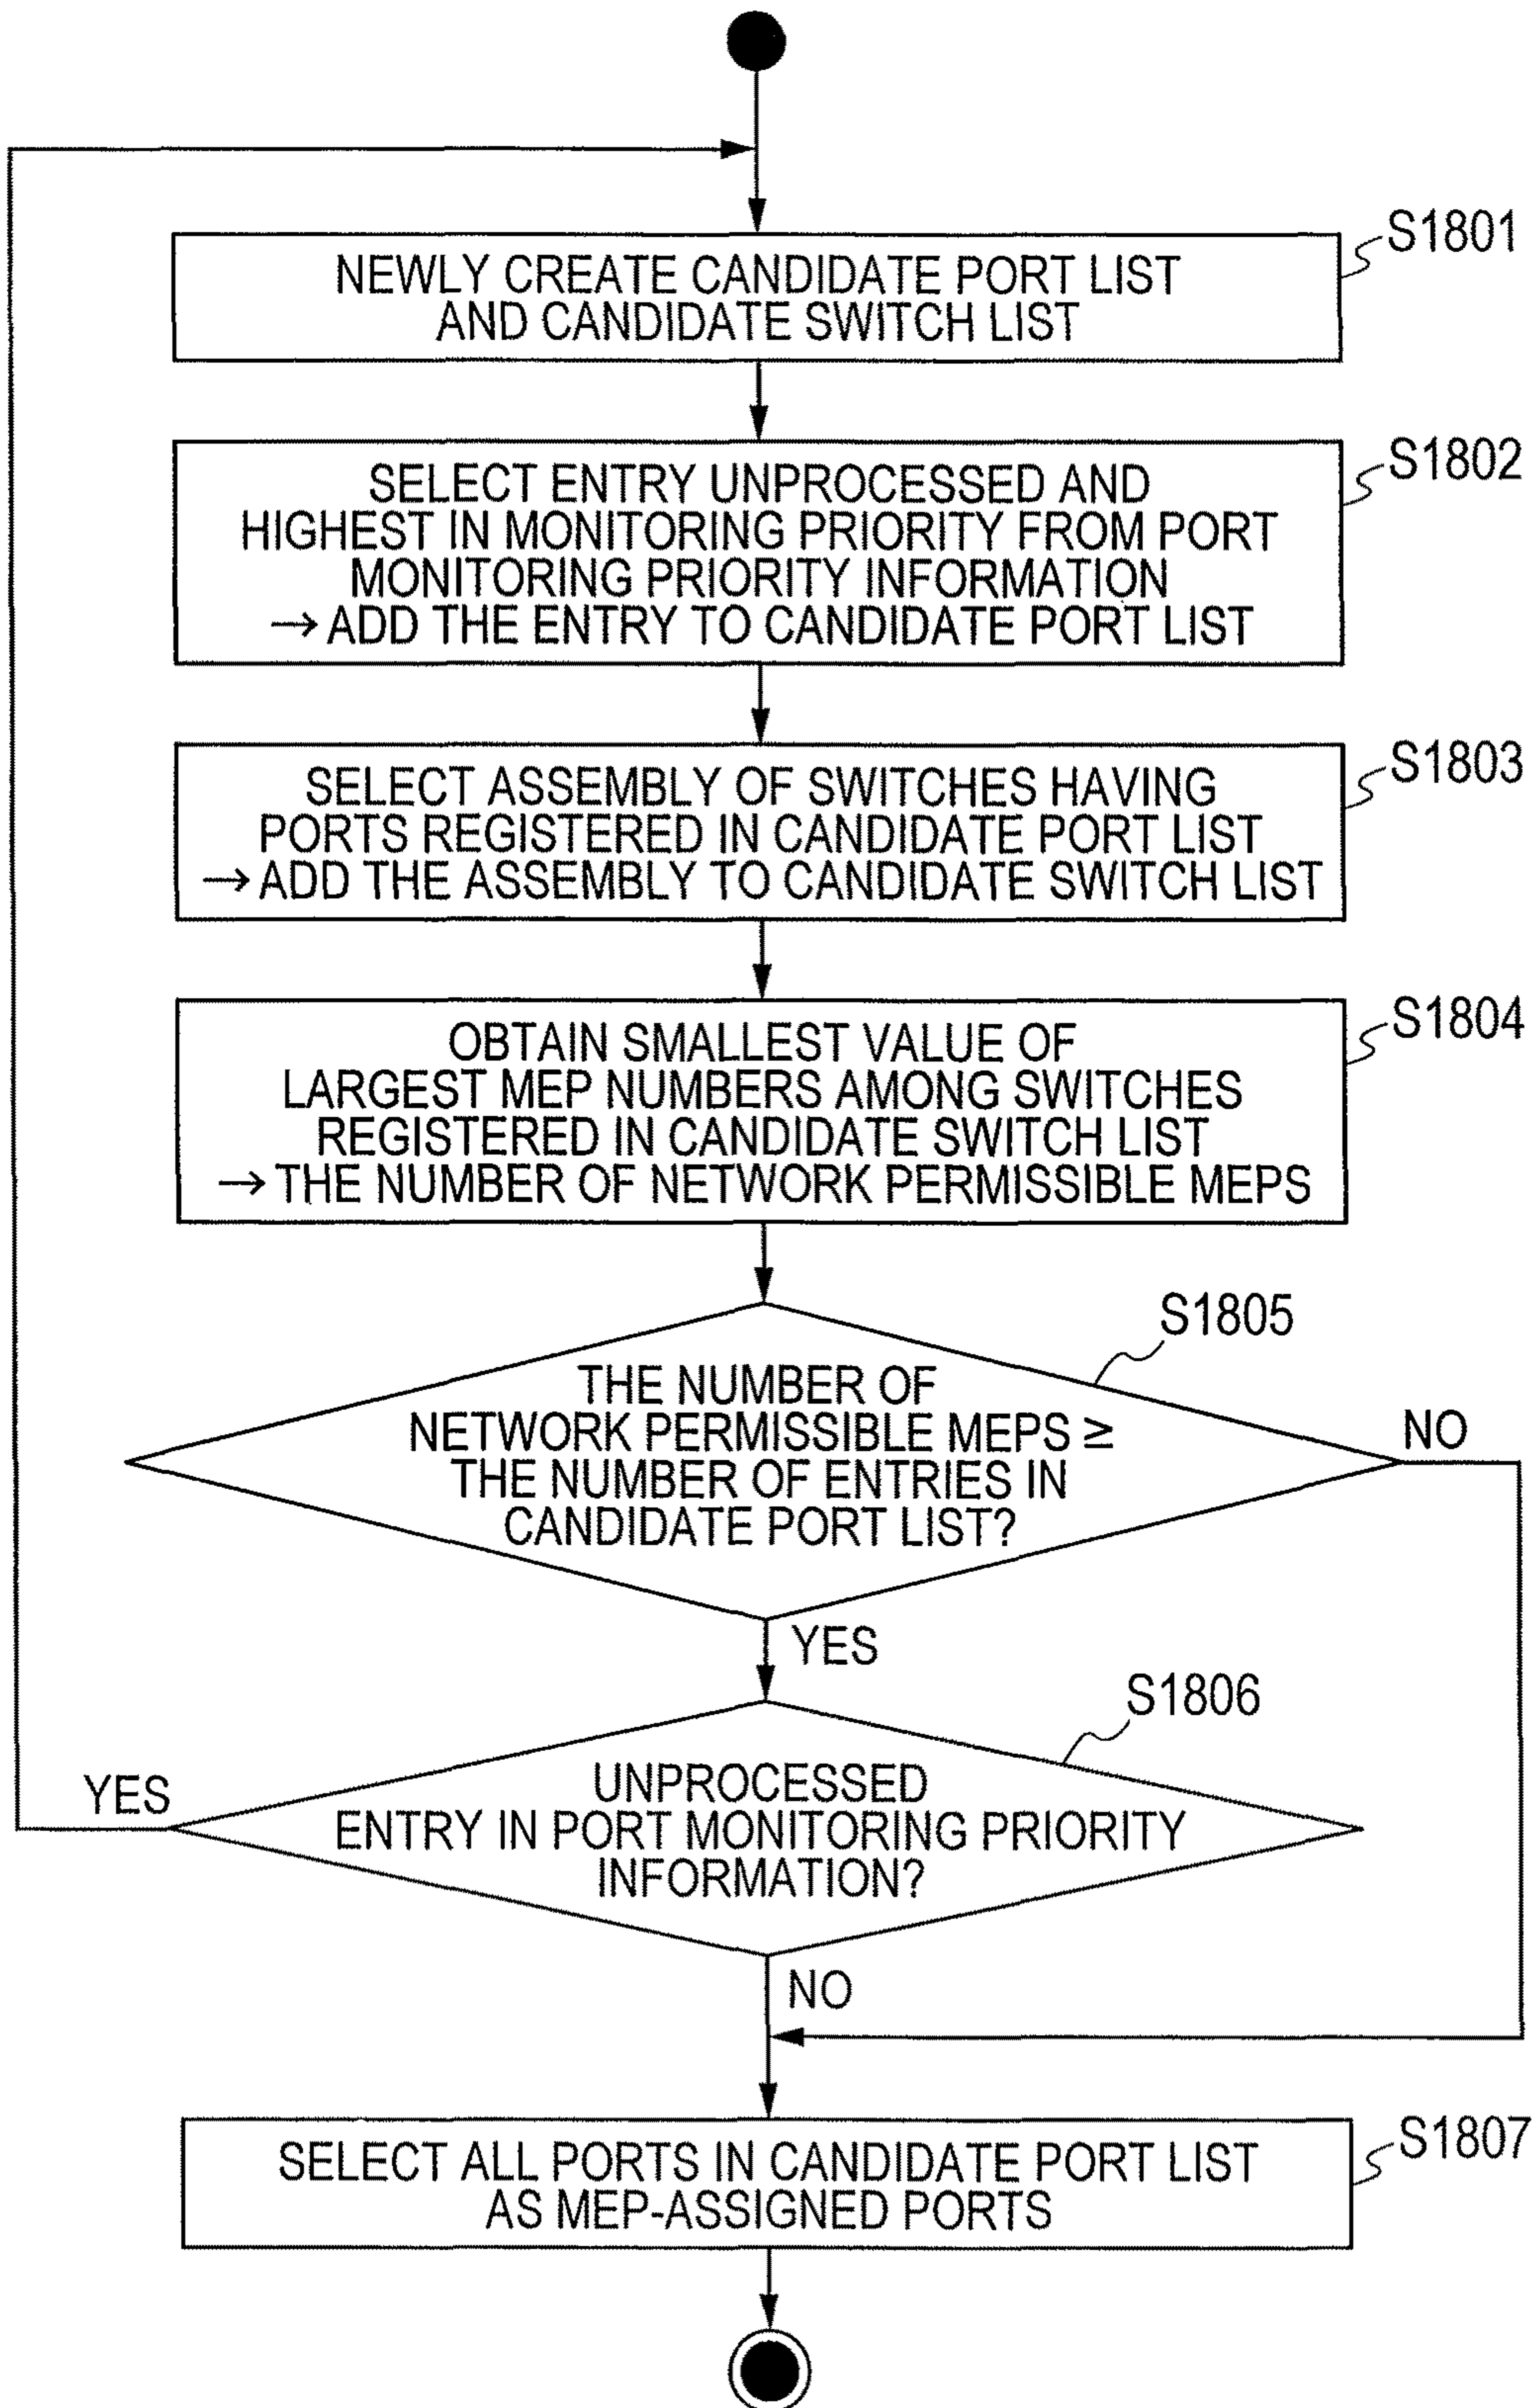 S1801
NEWLY CREATE CANDIDATE PORT LIST
AND CANDIDATE SWITCH LIST
S1802
SELECT ENTRY UNPROCESSED AND
HIGHEST IN MONITORING PRIORITY FROM PORT
MONITORING PRIORITY INFORMATION
→ ADD THE ENTRY TO CANDIDATE PORT LIST
S1803
SELECT ASSEMBLY OF SWITCHES HAVING
PORTS REGISTERED IN CANDIDATE PORT LIST
→ ADD THE ASSEMBLY TO CANDIDATE SWITCH LIST
S1804
OBTAIN SMALLEST VALUE OF
LARGEST MEP NUMBERS AMONG SWITCHES
REGISTERED IN CANDIDATE SWITCH LIST
→ THE NUMBER OF NETWORK PERMISSIBLE MEPS
S1805
THE NUMBER OF
NETWORK PERMISSIBLE MEPS ≥
THE NUMBER OF ENTRIES IN
CANDIDATE PORT LIST?
NO
YES
S1806
UNPROCESSED
ENTRY IN PORT MONITORING PRIORITY
INFORMATION?
YES
NO
S1807
SELECT ALL PORTS IN CANDIDATE PORT LIST
AS MEP-ASSIGNED PORTS